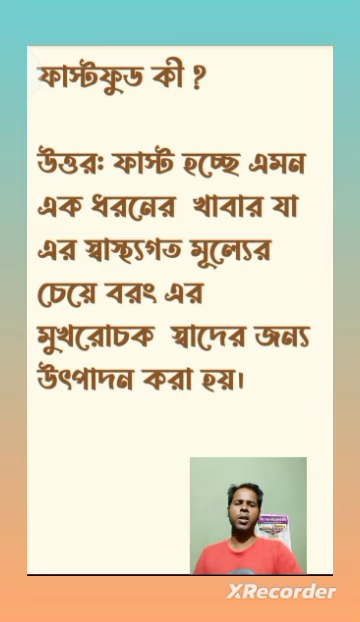 ফাস্টফুড কী ?
উত্তরঃ ফাস্ট হচ্ছে এমন
এক ধরনের খাবার যা
এর স্বাস্থ্যগত মূল্যের
চেয়ে বরং এর
মুখরোচক স্বাদের জন্য
উৎপাদন করা হয়।
XRecorder